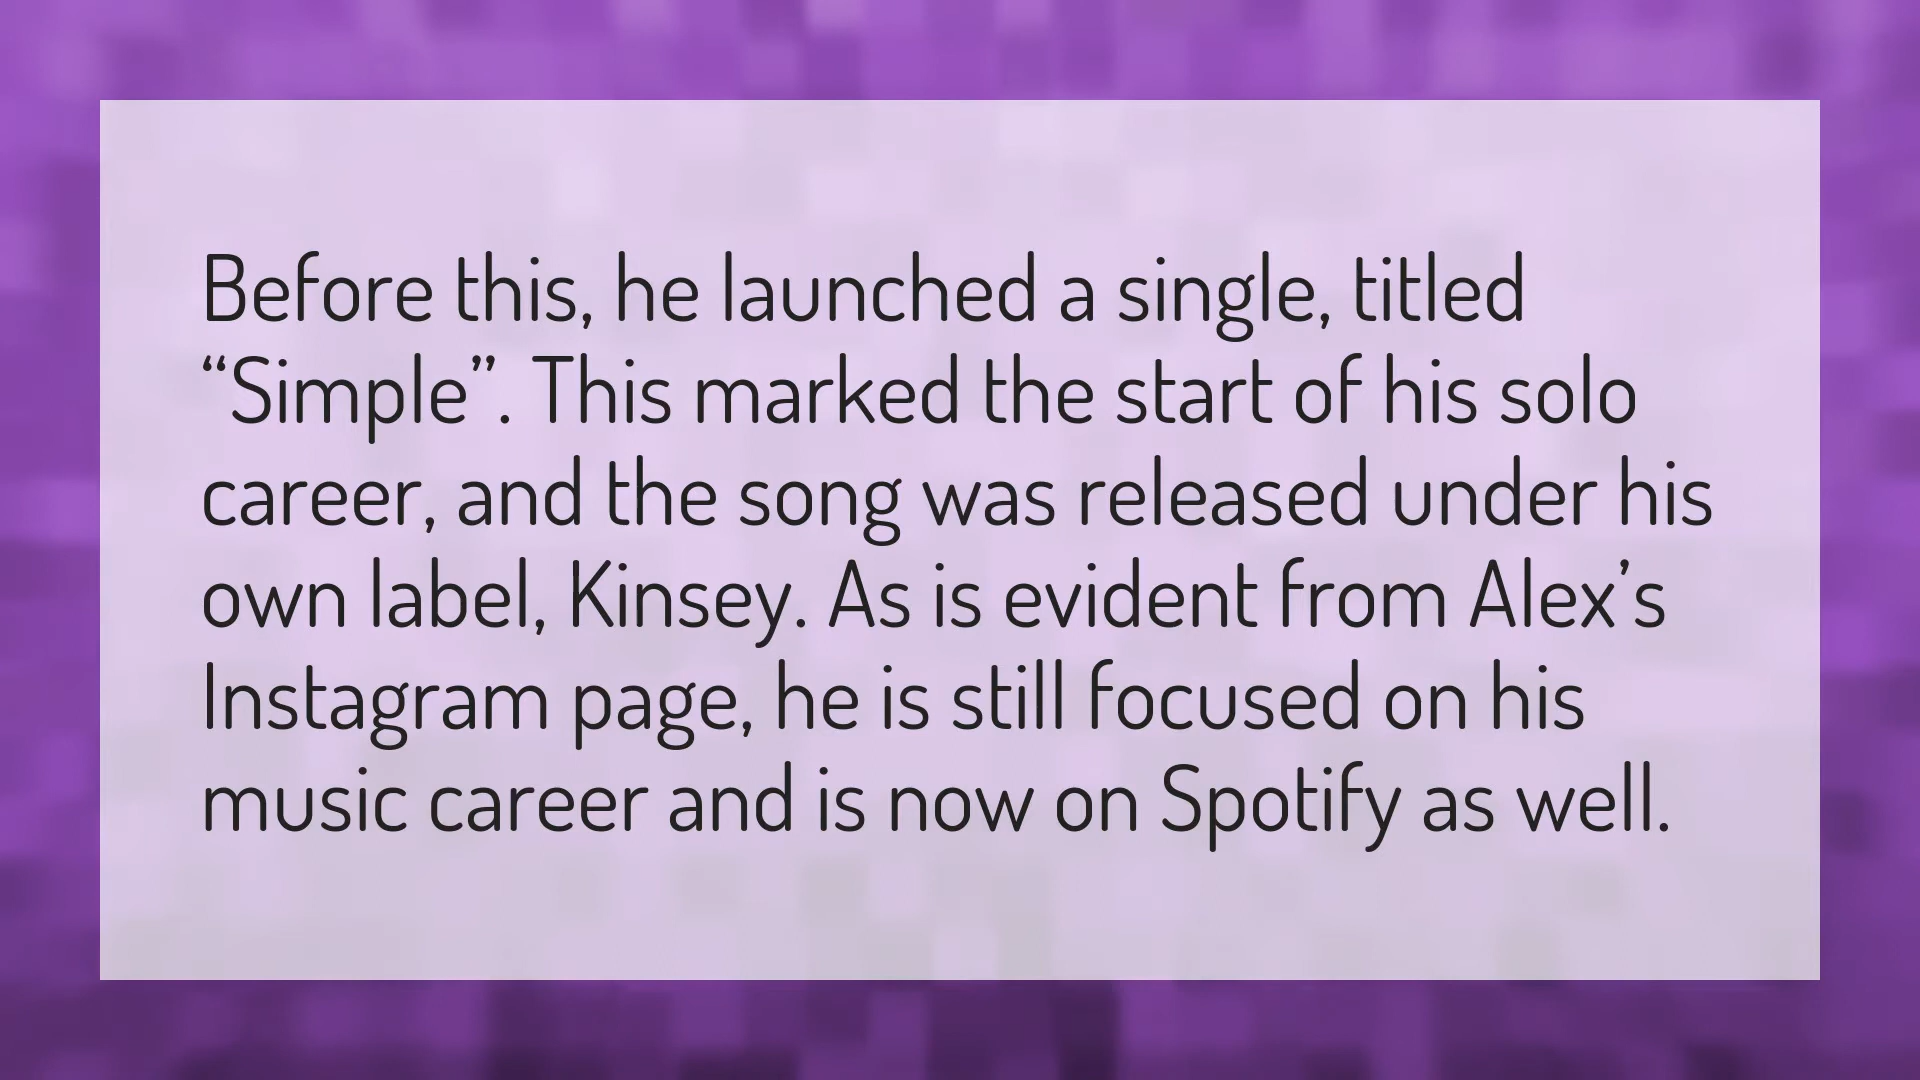 Before this, he launched a single, titled
“Simple”. This marked the start of his solo
career, and the song was released under his
own label, Kinsey. As is evident from Alex’s
Instagram page, he is still focused on his
music career and is now on Spotify as well.